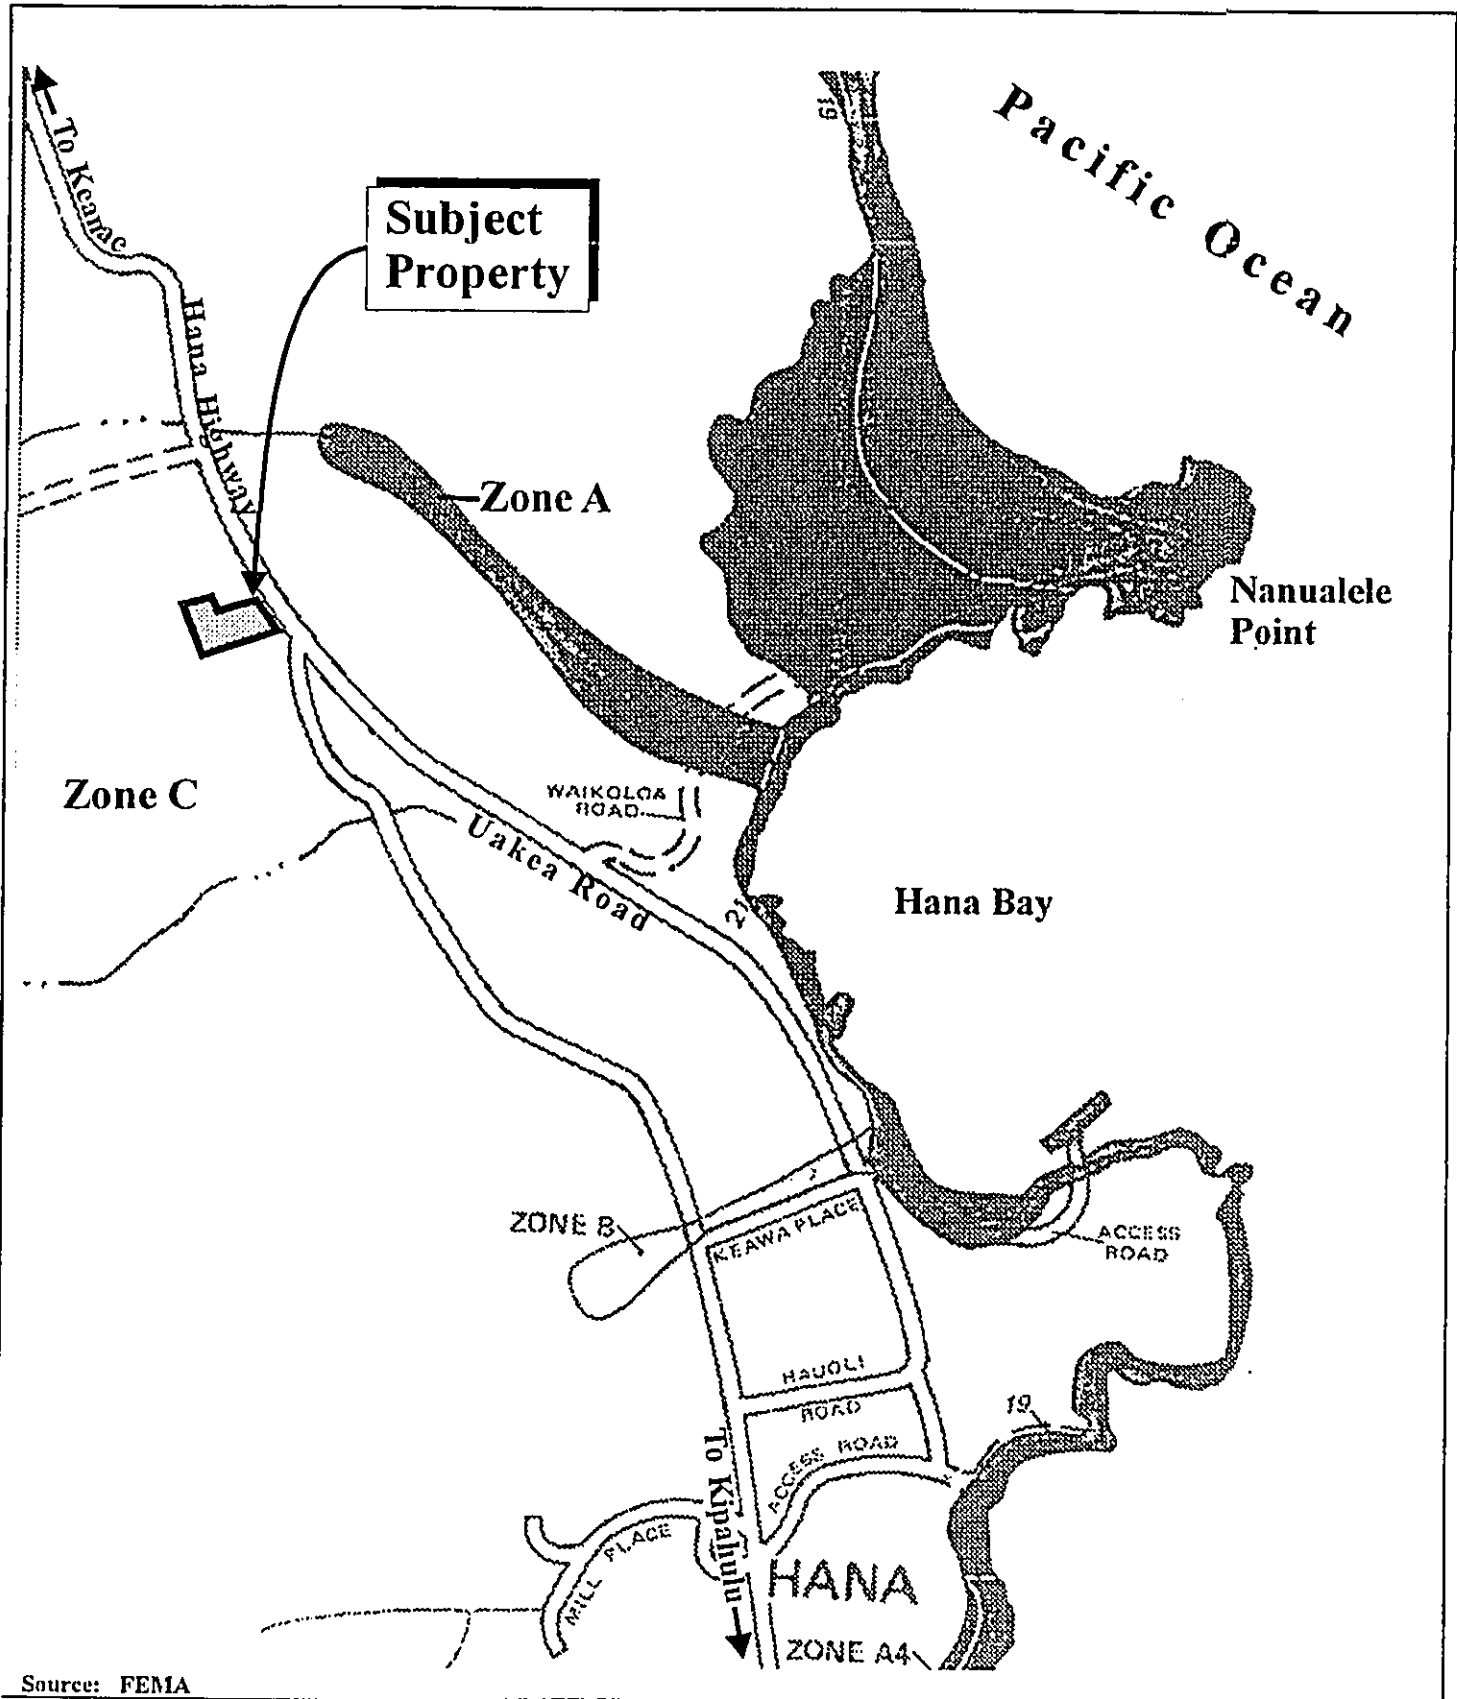 Pacific Ocean
19
To Keanae
Subject
Property
Hana Highway
Zone A
Nanualele
Point
Zone C
WAIKOLOA
ROAD
Uakea Road
21
Hana Bay
ZONE B
KEAWA PLACE
ACCESS
ROAD
HAUOLI
ROAD
19
ACCESS ROAD
To Kipahulu
MILL PLACE
HANA
ZONE A4
Source: FEMA